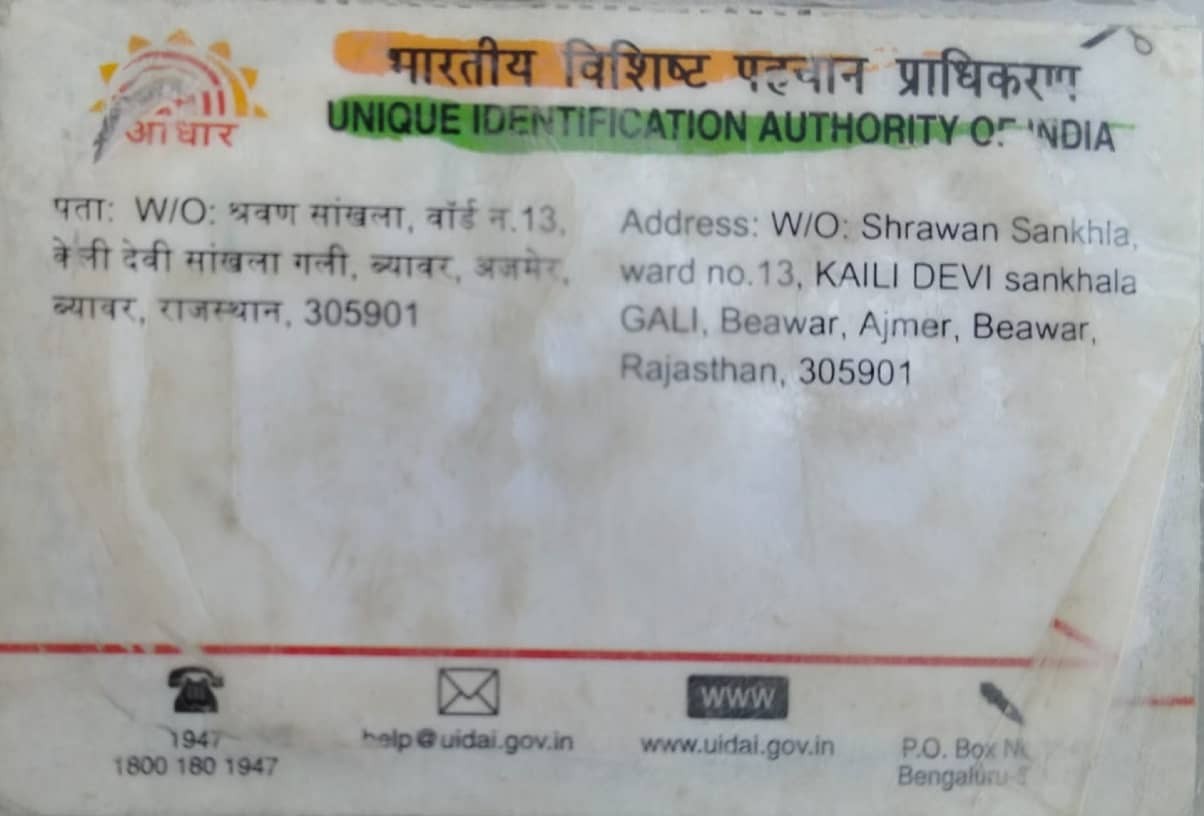 आधार
भारतीय विशिष्ट पहचान प्राधिकरण
UNIQUE IDENTIFICATION AUTHORITY OF INDIA
पता: W/O: श्रवण सांखला, वॉर्ड न.13,
केली देवी सांखला गली, ब्यावर, अजमेर,
ब्यावर, राजस्थान, 305901
Address: W/O: Shrawan Sankhla,
ward no.13, KAILI DEVI sankhala
GALI, Beawar, Ajmer, Beawar,
Rajasthan, 305901
1947
1800 180 1947
help@uidai.gov.in
WWW
www.uidai.gov.in
P.O. Box
Bengaluru